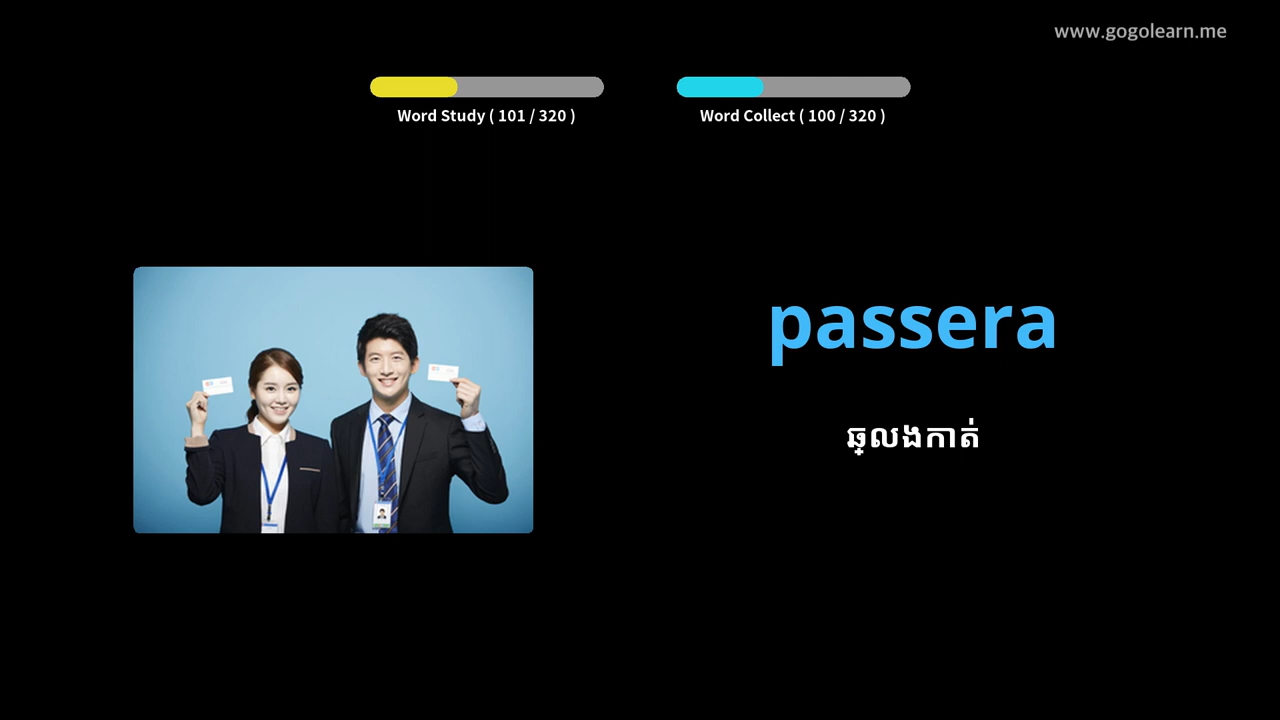 www.gogolearn.me
Word Study ( 101 / 320 )
Word Collect ( 100 / 320 )
passera
ឆ្លងកាត់